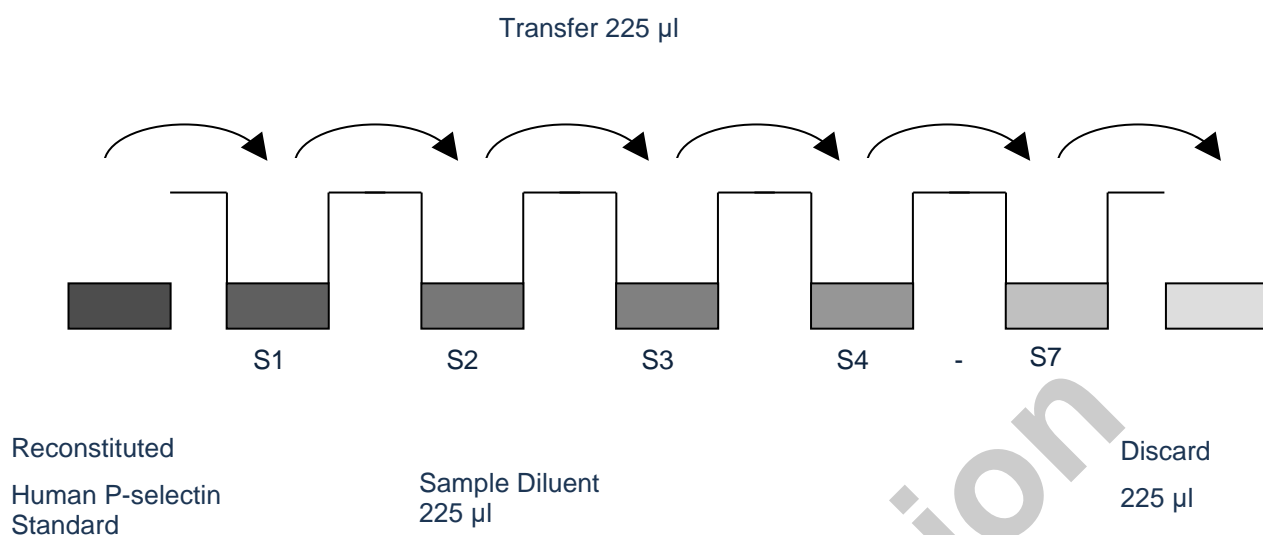 Transfer 225 µl
S1 S2 S3 S4 - S7
Reconstituted
Human P-selectin
Standard
Sample Diluent
225 µl
Discard
225 µl
ion